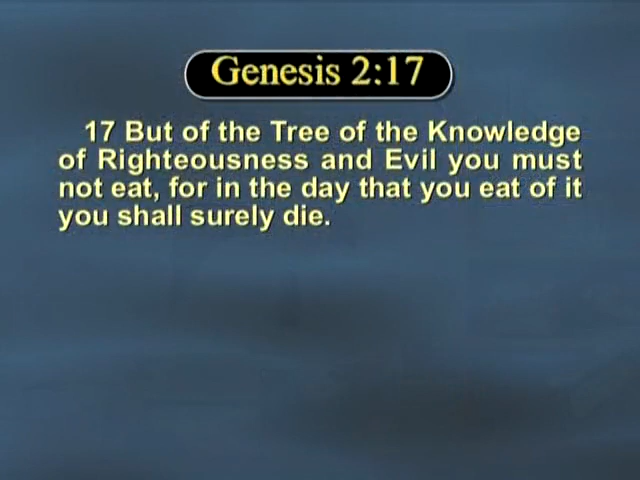 Genesis 2:17
17 But of the Tree of the Knowledge
of Righteousness and Evil you must
not eat, for in the day that you eat of it
you shall surely die.